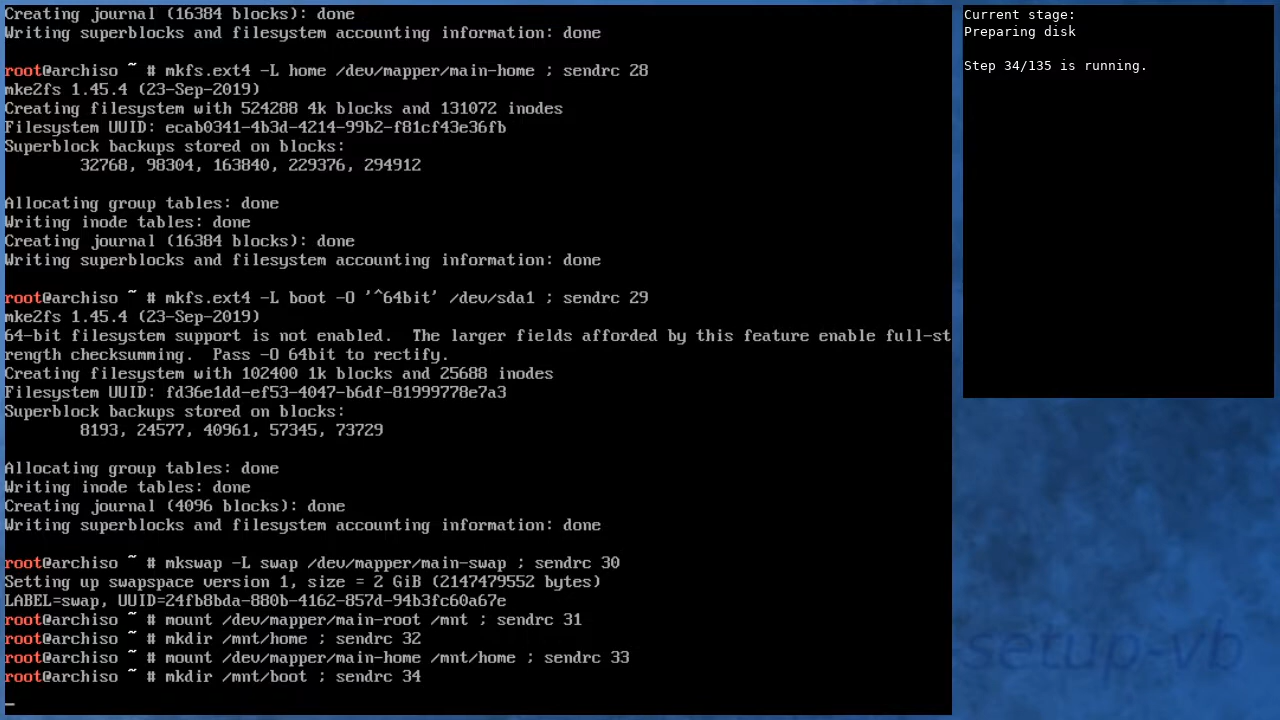 Creating journal (16384 blocks): done
Writing superblocks and filesystem accounting information: done
root@archiso ~ # mkfs.ext4 -L home /dev/mapper/main-home ; sendrc 28
mke2fs 1.45.4 (23-Sep-2019)
Creating filesystem with 524288 4k blocks and 131072 inodes
Filesystem UUID: ecab0341-4b3d-4214-99b2-f81cf43e36fb
Superblock backups stored on blocks:
        32768, 98304, 163840, 229376, 294912
Allocating group tables: done
Writing inode tables: done
Creating journal (16384 blocks): done
Writing superblocks and filesystem accounting information: done
root@archiso ~ # mkfs.ext4 -L boot -O '^64bit' /dev/sda1 ; sendrc 29
mke2fs 1.45.4 (23-Sep-2019)
64-bit filesystem support is not enabled.  The larger fields afforded by this feature enable full-st
rength checksumming.  Pass -O 64bit to rectify.
Creating filesystem with 102400 1k blocks and 25688 inodes
Filesystem UUID: fd36e1dd-ef53-4047-b6df-81999778e7a3
Superblock backups stored on blocks:
        8193, 24577, 40961, 57345, 73729
Allocating group tables: done
Writing inode tables: done
Creating journal (4096 blocks): done
Writing superblocks and filesystem accounting information: done
root@archiso ~ # mkswap -L swap /dev/mapper/main-swap ; sendrc 30
Setting up swapspace version 1, size = 2 GiB (2147479552 bytes)
LABEL=swap, UUID=24fb8bda-880b-4162-857d-94b3fc60a67e
root@archiso ~ # mount /dev/mapper/main-root /mnt ; sendrc 31
root@archiso ~ # mkdir /mnt/home ; sendrc 32
root@archiso ~ # mount /dev/mapper/main-home /mnt/home ; sendrc 33
root@archiso ~ # mkdir /mnt/boot ; sendrc 34
_
Current stage:
Preparing disk
Step 34/135 is running.
setup-vb